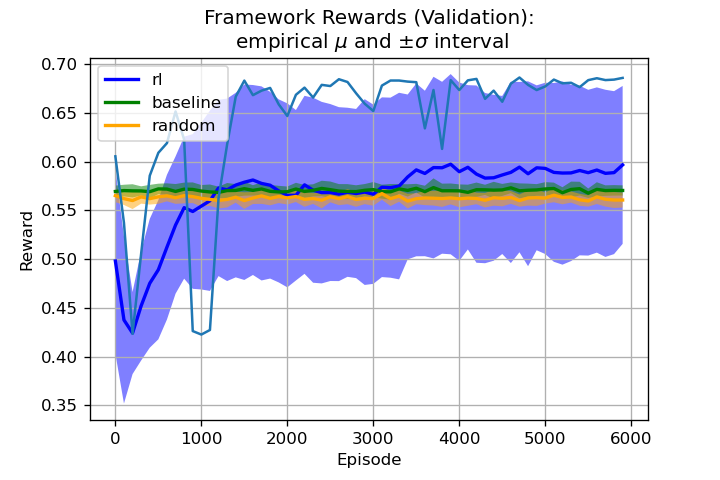 Framework Rewards (Validation):
empirical μ and ±σ interval
0.70
0.65
0.60
0.55
0.50
0.45
0.40
0.35
Reward
rl
baseline
random
0 1000 2000 3000 4000 5000 6000
Episode